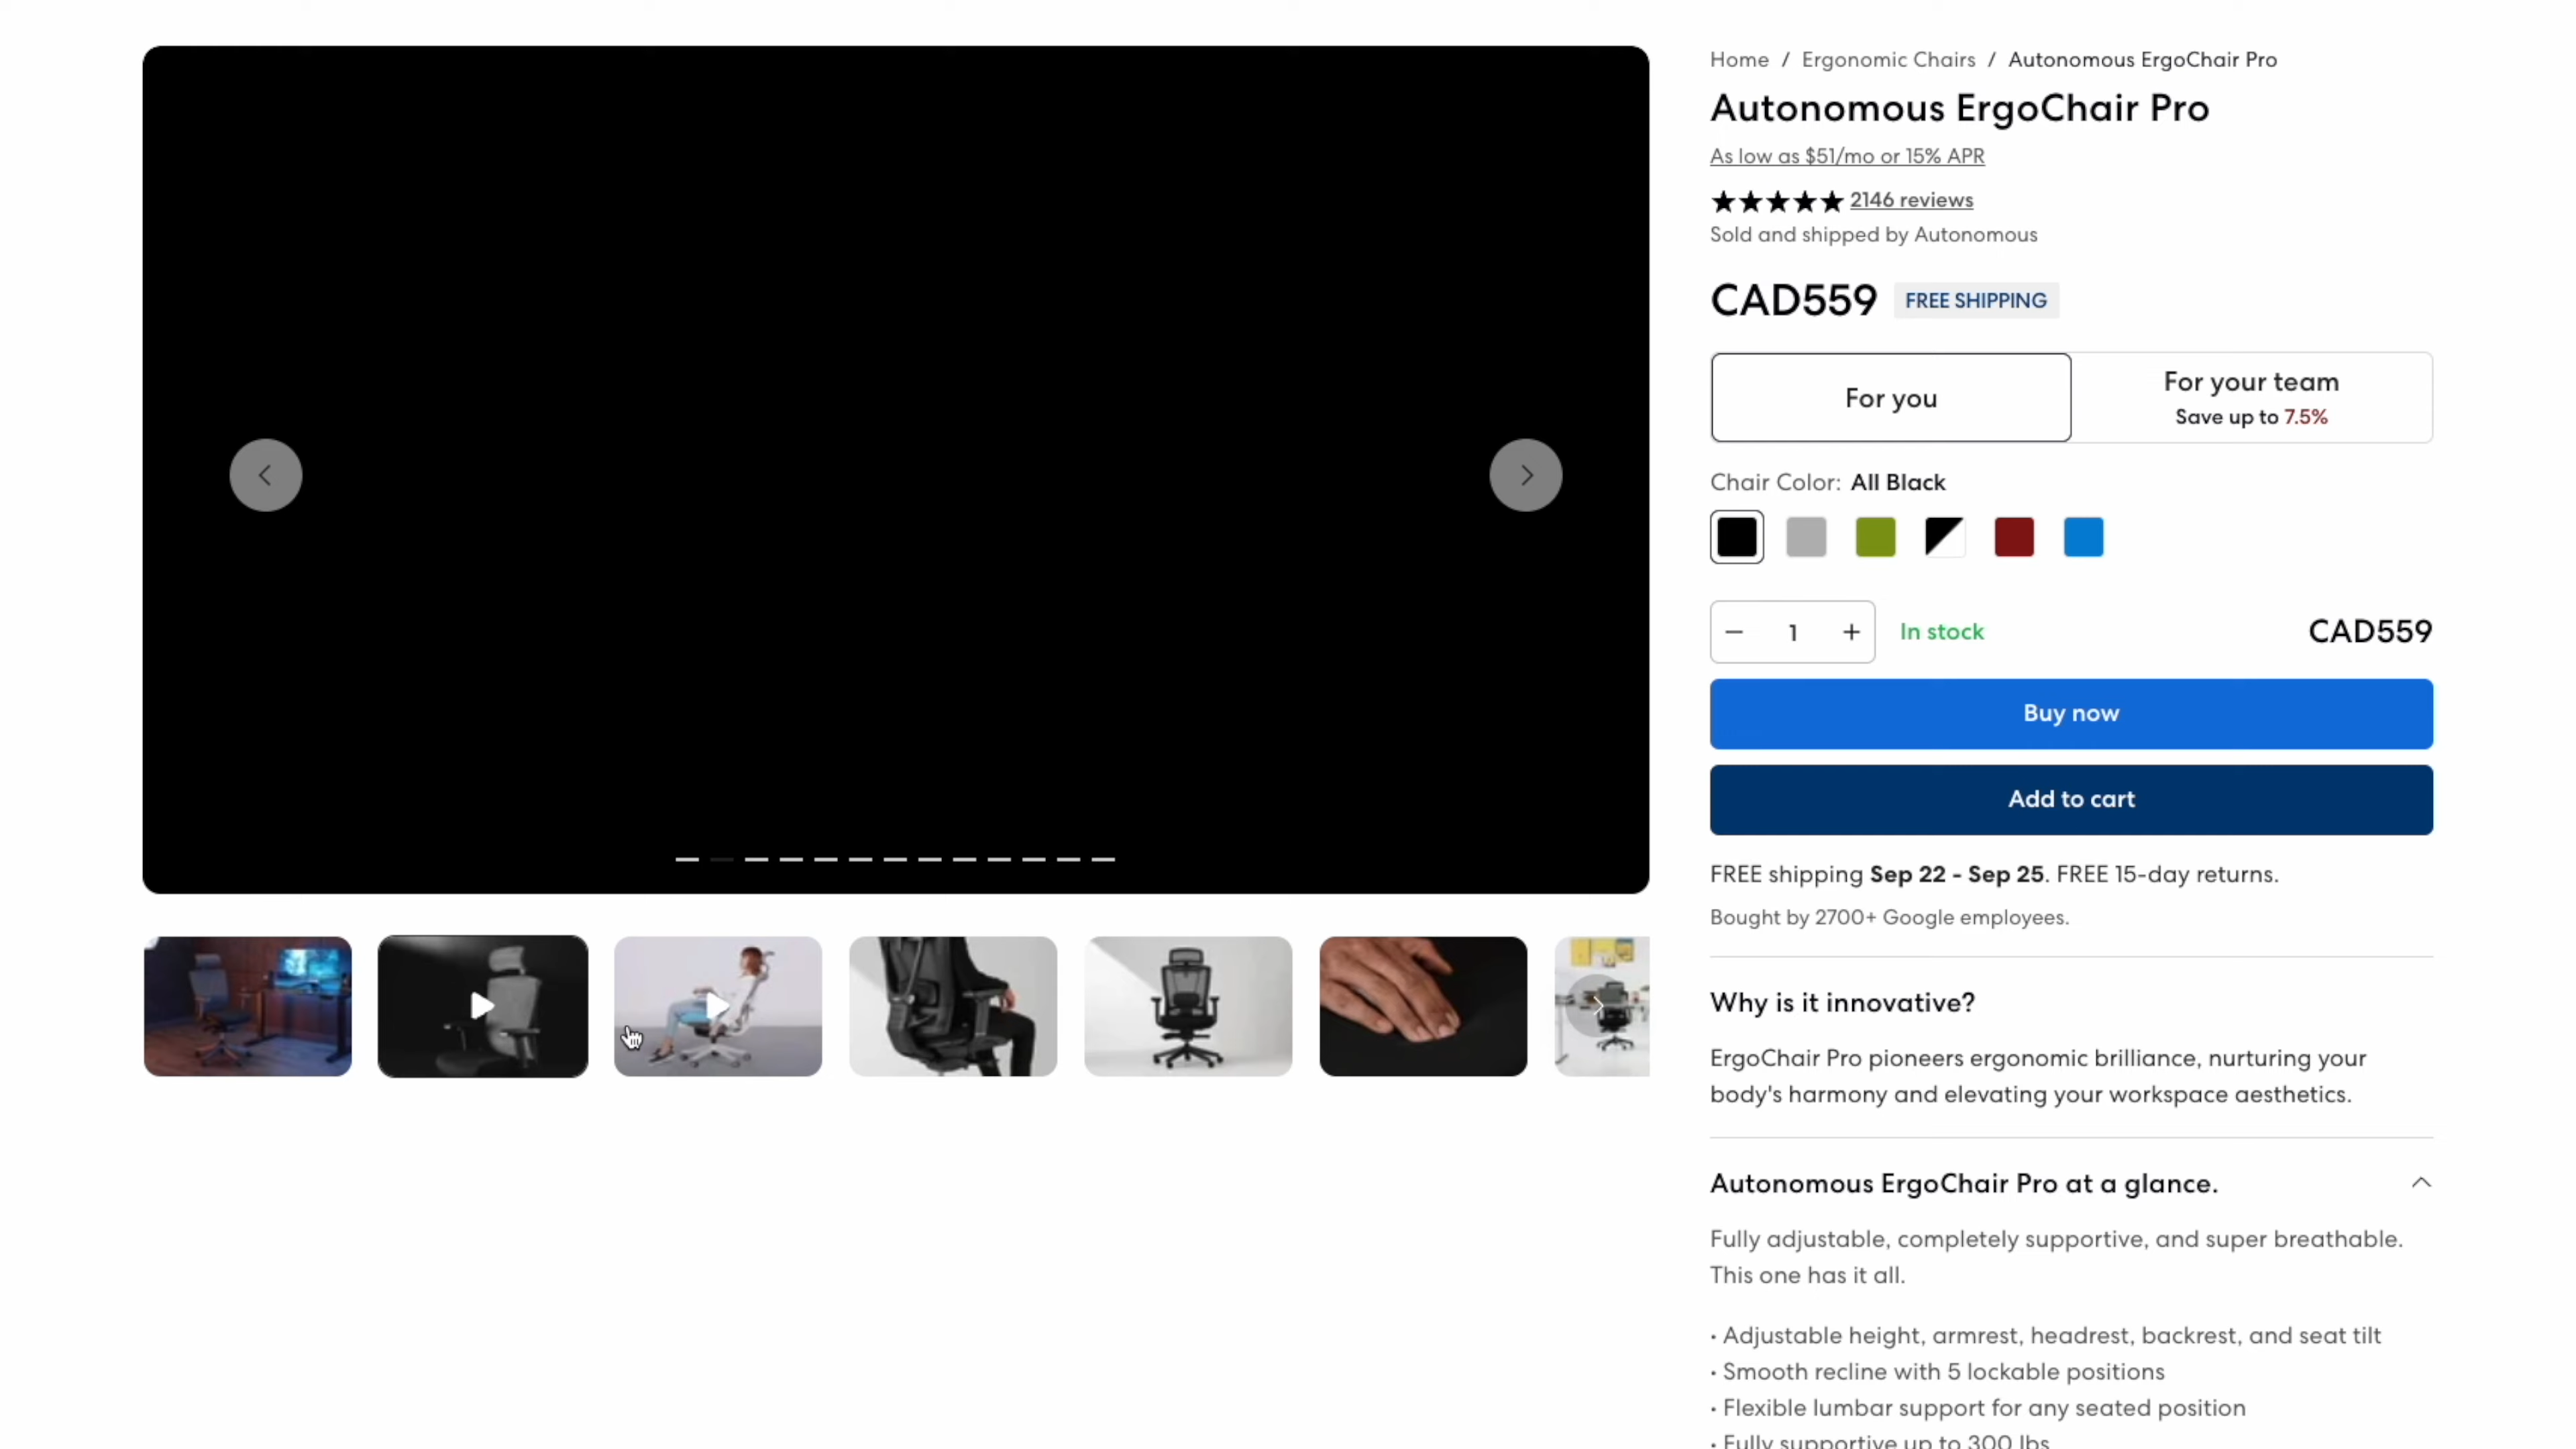 Home / Ergonomic Chairs / Autonomous ErgoChair Pro
Autonomous ErgoChair Pro
As low as $51/mo or 15% APR
2146 reviews
Sold and shipped by Autonomous
CAD559 FREE SHIPPING
For you
For your team
Save up to 7.5%
Chair Color: All Black
1
In stock
CAD559
Buy now
Add to cart
FREE shipping Sep 22 - Sep 25. FREE 15-day returns.
Bought by 2700+ Google employees.
Why is it innovative?
ErgoChair Pro pioneers ergonomic brilliance, nurturing your
body's harmony and elevating your workspace aesthetics.
Autonomous ErgoChair Pro at a glance.
Fully adjustable, completely supportive, and super breathable.
This one has it all.
• Adjustable height, armrest, headrest, backrest, and seat tilt
• Smooth recline with 5 lockable positions
• Flexible lumbar support for any seated position
• Fully supportive up to 300 lbs